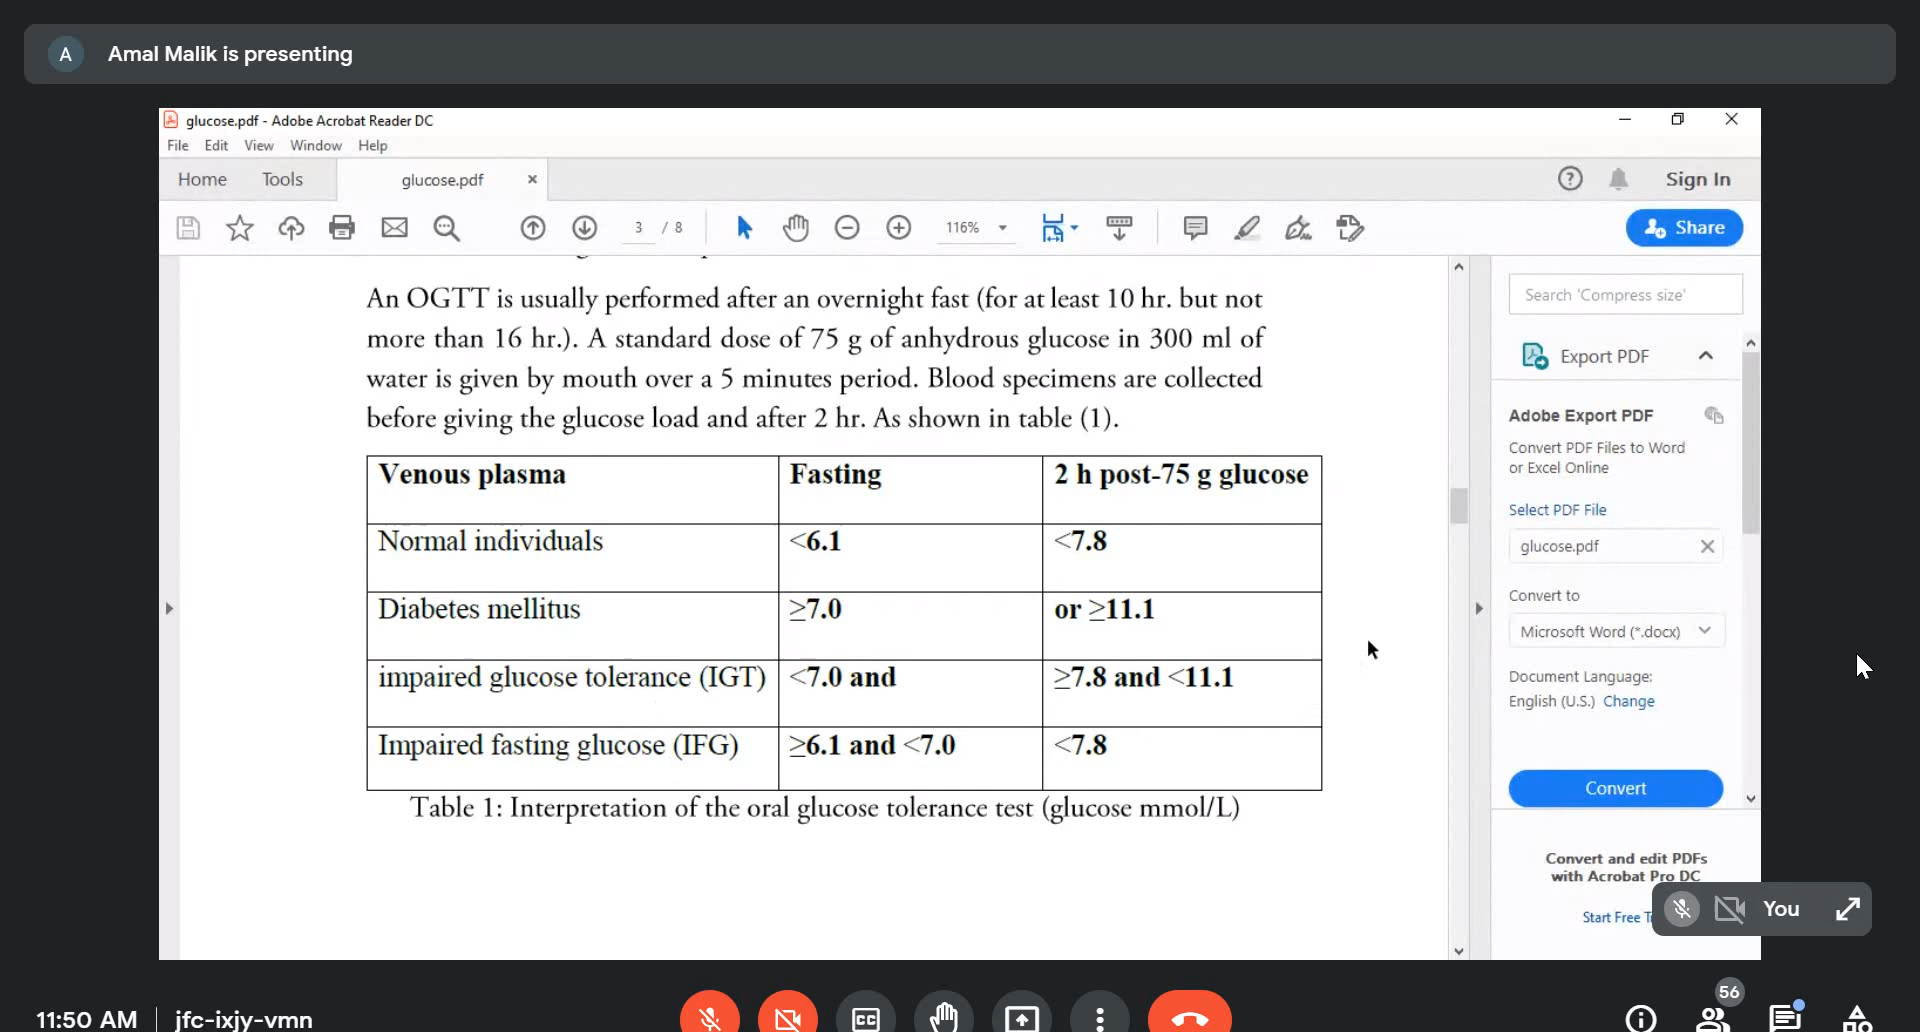 A Amal Malik is presenting
glucose.pdf - Adobe Acrobat Reader DC
File Edit View Window Help
Home Tools glucose.pdf × ? Sign In
3 / 8 116% Share
An OGTT is usually performed after an overnight fast (for at least 10 hr. but not
more than 16 hr.). A standard dose of 75 g of anhydrous glucose in 300 ml of
water is given by mouth over a 5 minutes period. Blood specimens are collected
before giving the glucose load and after 2 hr. As shown in table (1).
Venous plasma Fasting 2 h post-75 g glucose
Normal individuals <6.1 <7.8
Diabetes mellitus ≥7.0 or ≥11.1
impaired glucose tolerance (IGT) <7.0 and ≥7.8 and <11.1
Impaired fasting glucose (IFG) ≥6.1 and <7.0 <7.8
Table 1: Interpretation of the oral glucose tolerance test (glucose mmol/L)
Search 'Compress size'
Export PDF
Adobe Export PDF
Convert PDF Files to Word
or Excel Online
Select PDF File
glucose.pdf
Convert to
Microsoft Word (*.docx)
Document Language:
English (U.S.) Change
Convert
Convert and edit PDFs
with Acrobat Pro DC
Start Free
You
11:50 AM jfc-ixjy-vmn
CC
56